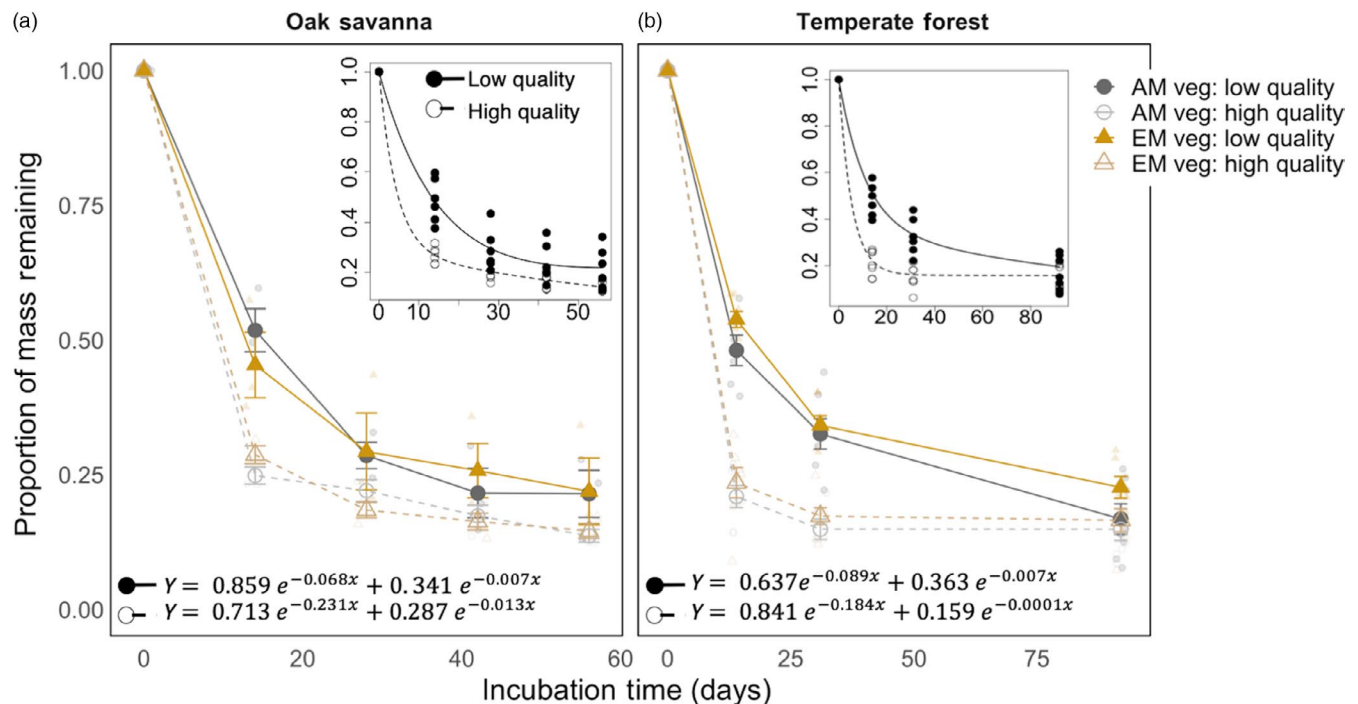 (a) Oak savanna
(b) Temperate forest
Proportion of mass remaining
1.00
0.75
0.50
0.25
0.00
1.0
0.8
0.6
0.4
0.2
0 10 30 50
Low quality
High quality
Y = 0.859 e^{-0.068x} + 0.341 e^{-0.007x}
Y = 0.713 e^{-0.231x} + 0.287 e^{-0.013x}
0 20 40 60
1.0
0.8
0.6
0.4
0.2
0 20 40 60 80
Y = 0.637e^{-0.089x} + 0.363 e^{-0.007x}
Y = 0.841 e^{-0.184x} + 0.159 e^{-0.0001x}
0 25 50 75
Incubation time (days)
AM veg: low quality
AM veg: high quality
EM veg: low quality
EM veg: high quality